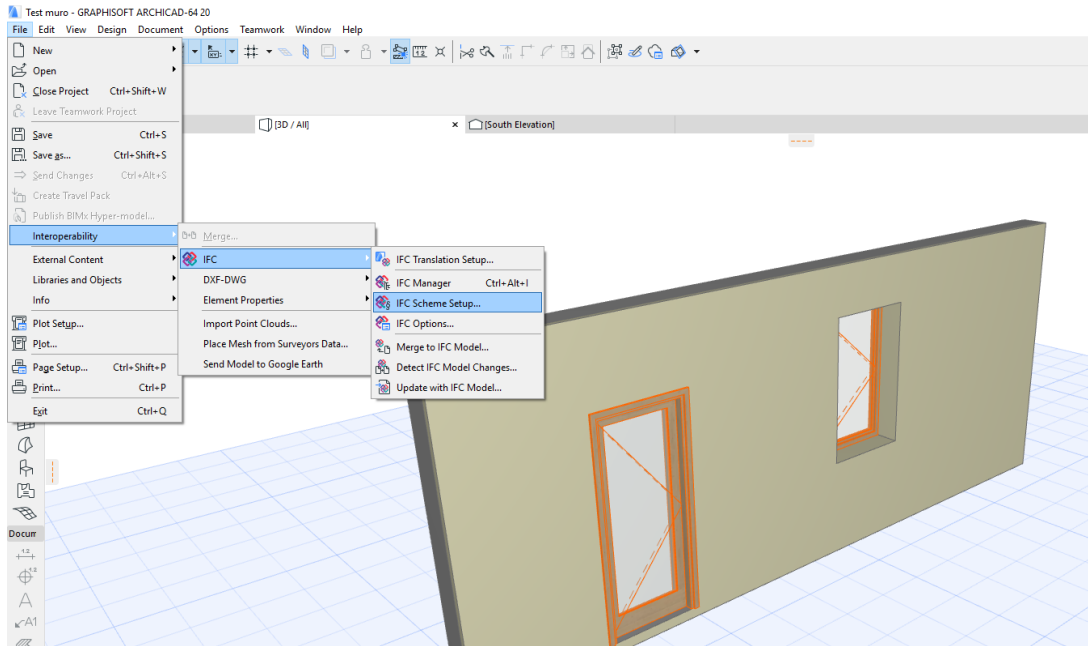 Test muro - GRAPHISOFT ARCHICAD-64 20
File Edit View Design Document Options Teamwork Window Help
New
Open
Close Project Ctrl+Shift+W
Leave Teamwork Project
Save Ctrl+S
Save as... Ctrl+Shift+S
Send Changes Ctrl+Alt+S
Create Travel Pack
Publish BIMx Hyper-model...
Interoperability
External Content
Libraries and Objects
Info
Plot Setup...
Plot...
Page Setup... Ctrl+Shift+P
Print... Ctrl+P
Exit Ctrl+Q
Merge...
IFC
DXF-DWG
Element Properties
Import Point Clouds...
Place Mesh from Surveyors Data...
Send Model to Google Earth
IFC Translation Setup...
IFC Manager Ctrl+Alt+I
IFC Scheme Setup...
IFC Options...
Merge to IFC Model...
Detect IFC Model Changes...
Update with IFC Model...
[3D / All]
[South Elevation]
Docum
1.2
1.2
A
A1